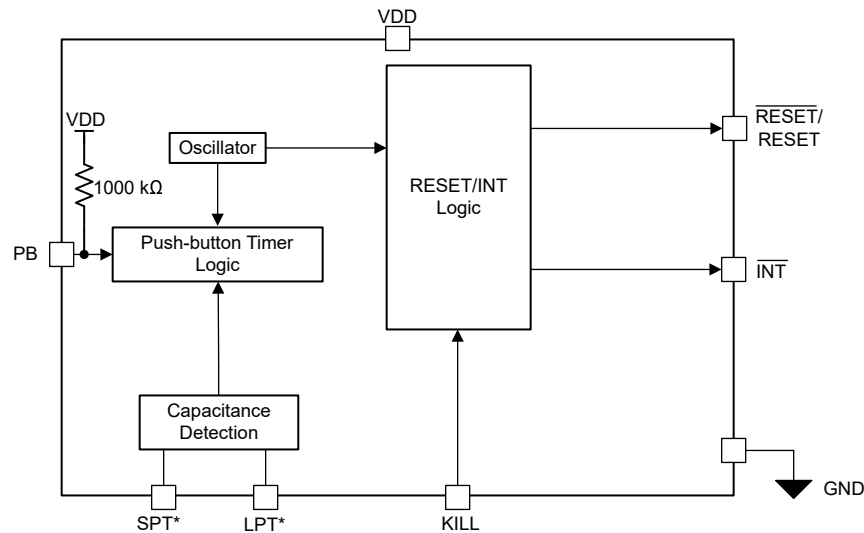 VDD
VDD
RESET/
RESET
Oscillator
1000 kΩ
RESET/INT
Logic
PB
Push-button Timer
Logic
INT
Capacitance
Detection
GND
SPT*
LPT*
KILL